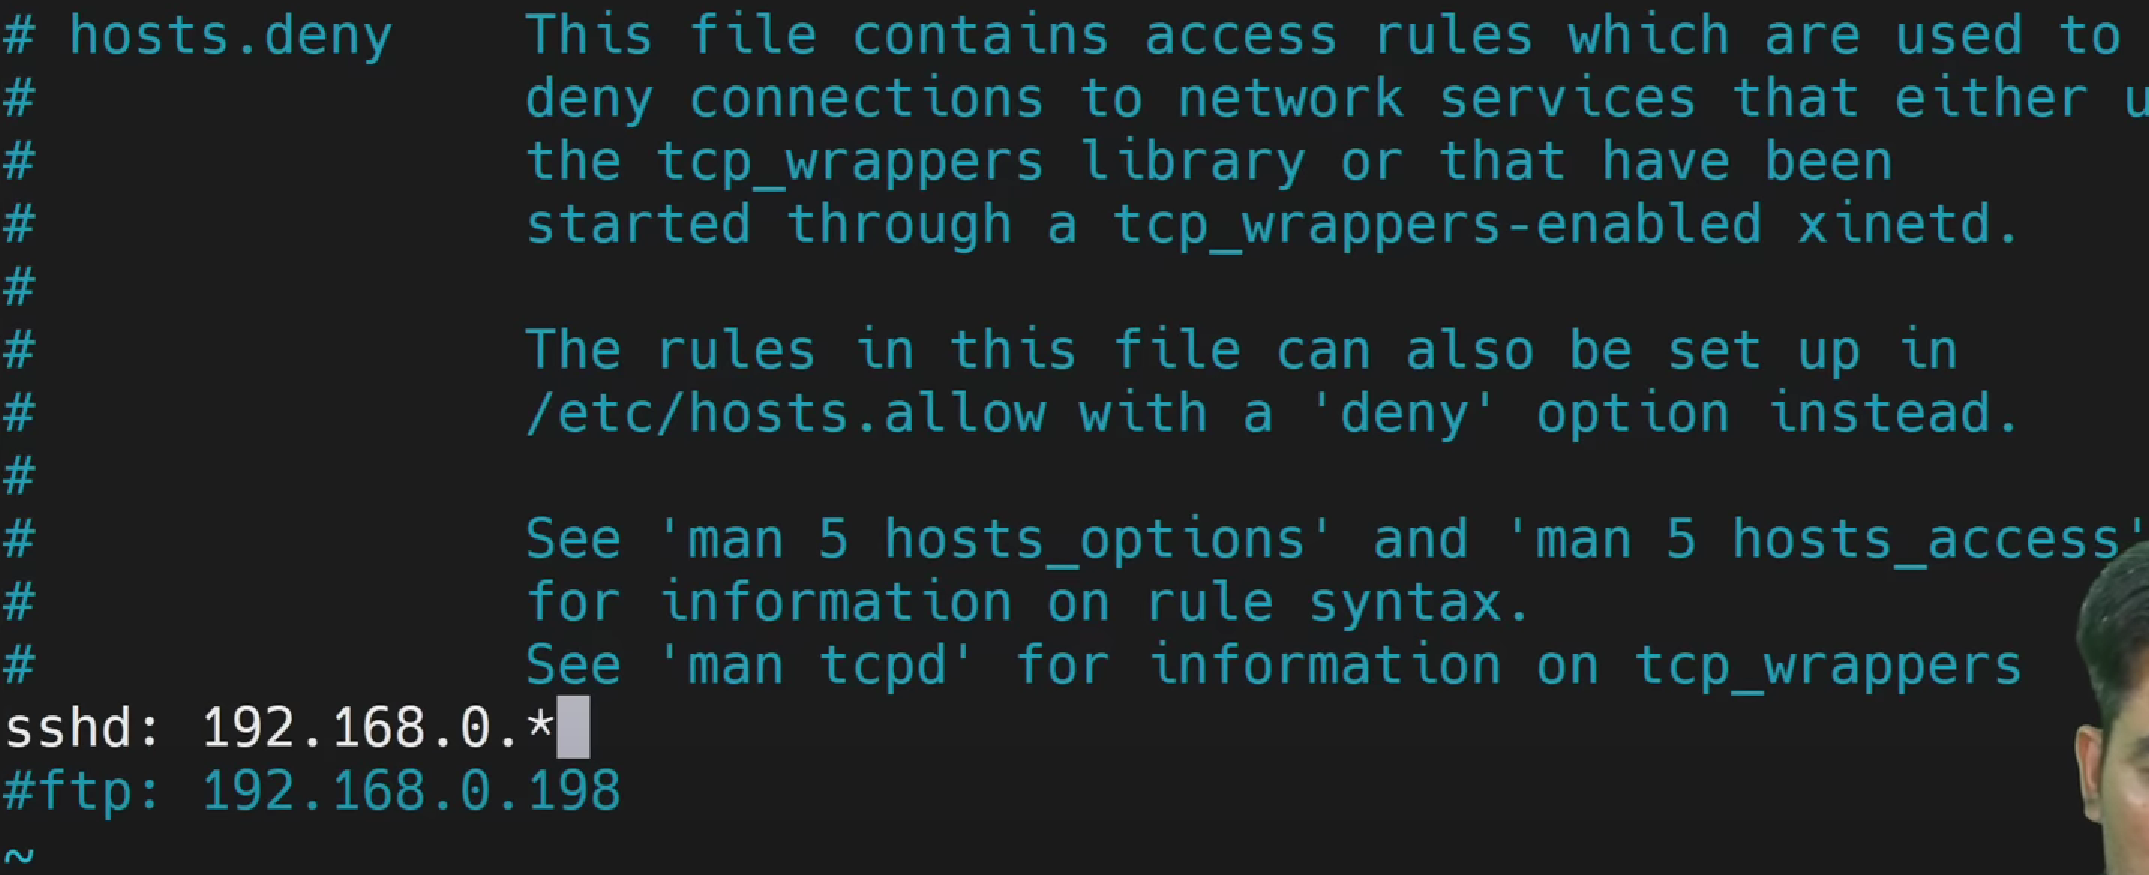 # hosts.deny    This file contains access rules which are used to
#               deny connections to network services that either
#               the tcp_wrappers library or that have been
#               started through a tcp_wrappers-enabled xinetd.
#
#               The rules in this file can also be set up in
#               /etc/hosts.allow with a 'deny' option instead.
#
#               See 'man 5 hosts_options' and 'man 5 hosts_access'
#               for information on rule syntax.
#               See 'man tcpd' for information on tcp_wrappers
sshd: 192.168.0.*
#ftp: 192.168.0.198
~